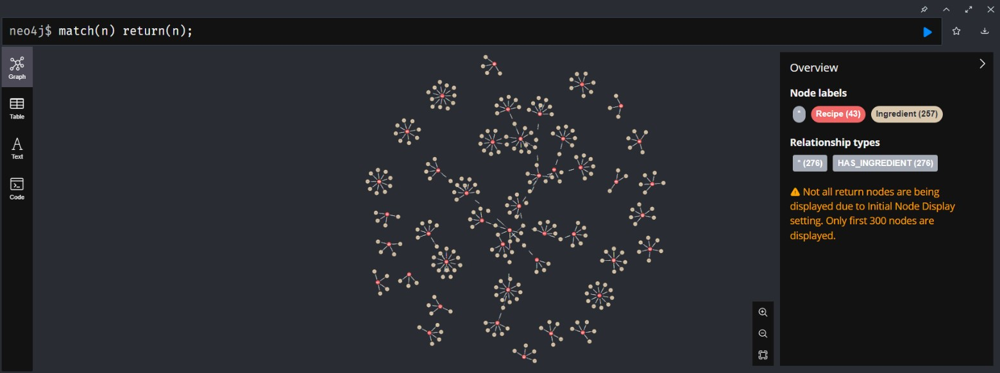 neo4j$ match(n) return(n);
Graph
Table
Text
Code
Overview
Node labels
* Recipe (43) Ingredient (257)
Relationship types
* (276) HAS_INGREDIENT (276)
Not all return nodes are being
displayed due to Initial Node Display
setting. Only first 300 nodes are
displayed.